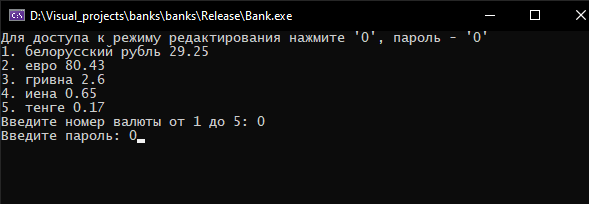 D:\Visual_projects\banks\banks\Release\Bank.exe
Для доступа к режиму редактирования нажмите '0', пароль - '0'
1. белорусский рубль 29.25
2. евро 80.43
3. гривна 2.6
4. иена 0.65
5. тенге 0.17
Введите номер валюты от 1 до 5: 0
Введите пароль: 0